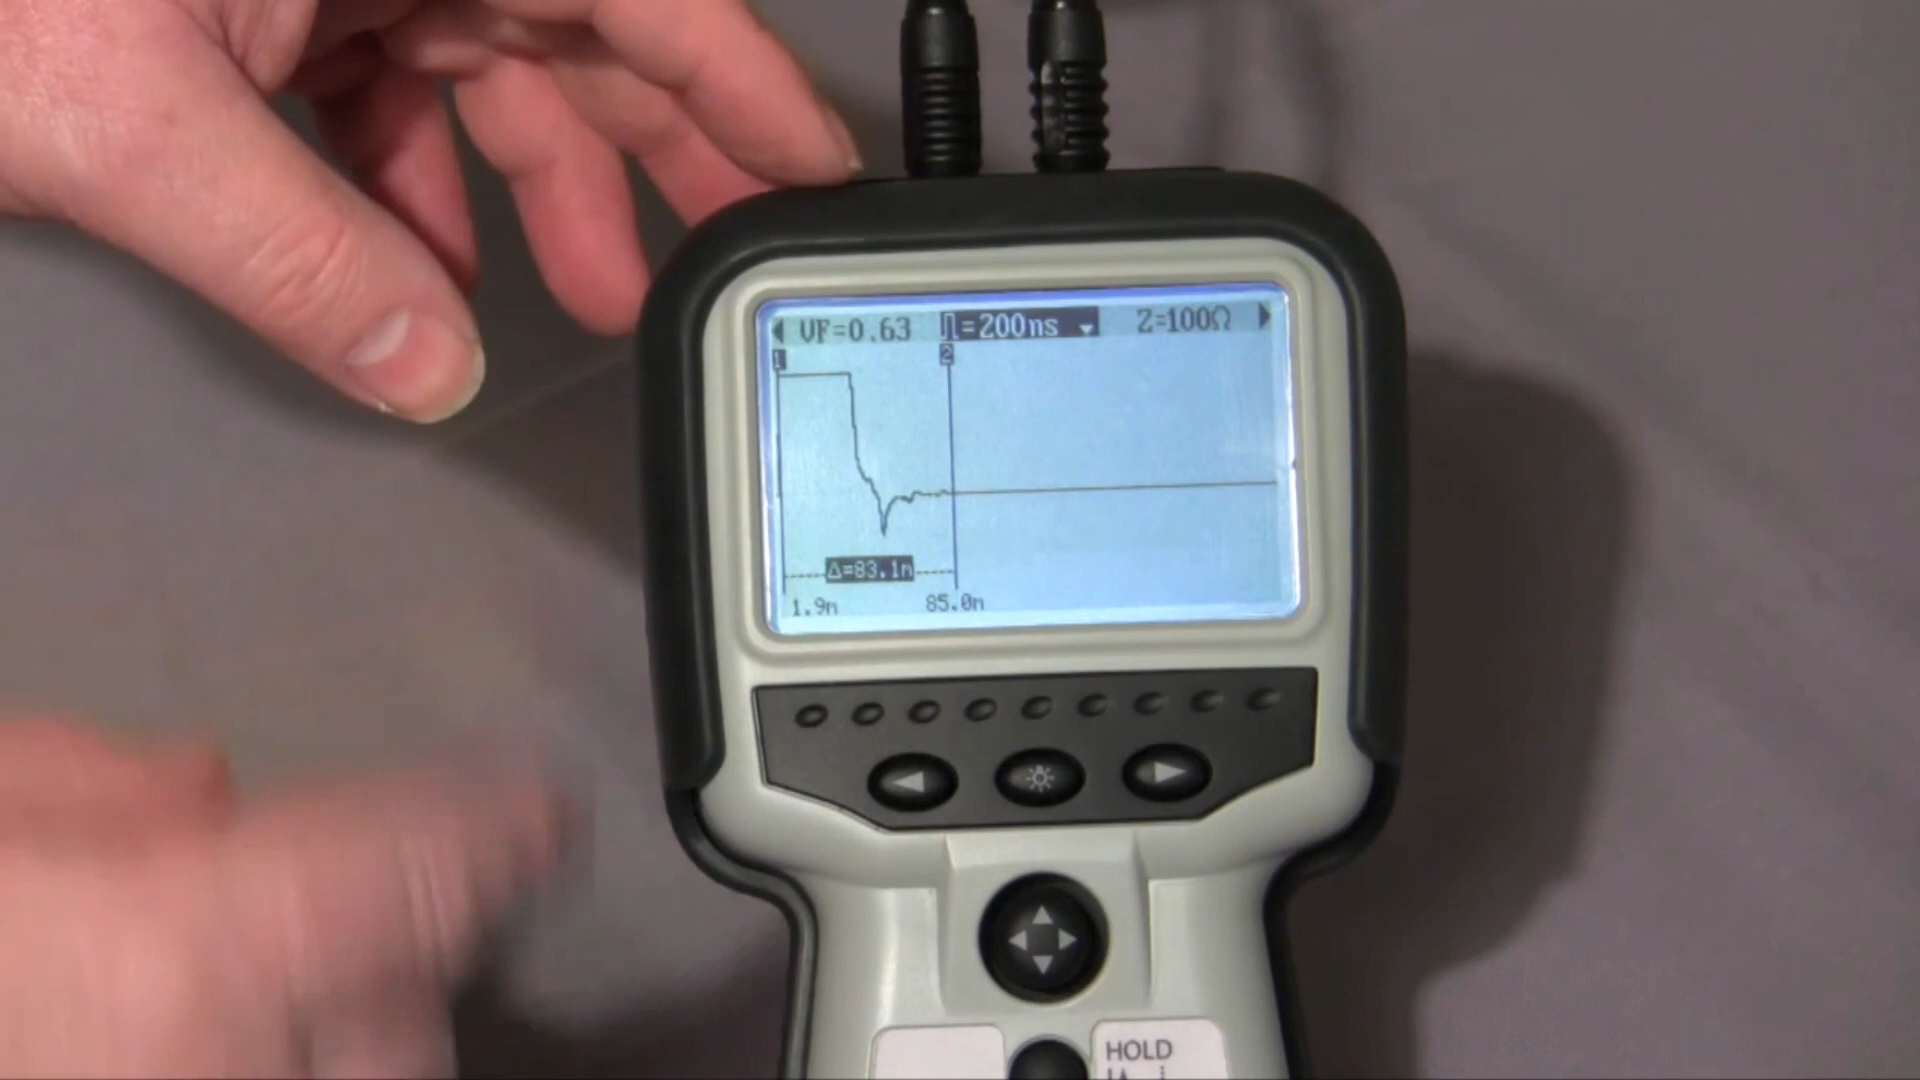 VF=0.63 =200ns Z=100Ω
1 2
Δ=83.1m
1.9m 85.0m
HOLD